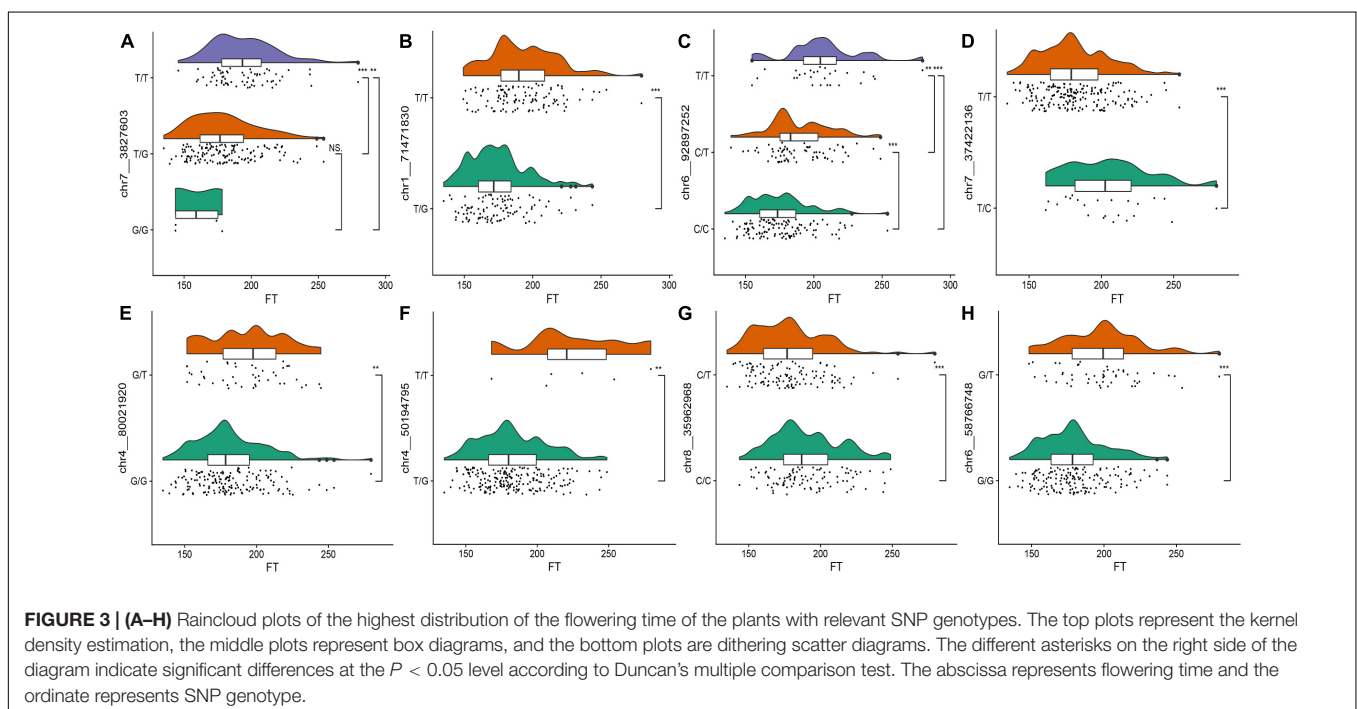 A
chr7__3827603
T/T
T/G
G/G
*** **
NS.
150 200 250 300
FT
B
chr1__71471830
T/T
T/G
***
150 200 250 300
FT
C
chr6__92897252
T/T
C/T
C/C
** ***
***
150 200 250 300
FT
D
chr7__37422136
T/T
T/C
***
150 200 250
FT
E
chr4__80021920
G/T
G/G
**
150 200 250
FT
F
chr4__50194795
T/T
T/G
**
150 200 250
FT
G
chr8__35962968
C/T
C/C
***
150 200 250
FT
H
chr6__58766748
G/T
G/G
***
150 200 250
FT
FIGURE 3 | (A–H) Raincloud plots of the highest distribution of the flowering time of the plants with relevant SNP genotypes. The top plots represent the kernel
density estimation, the middle plots represent box diagrams, and the bottom plots are dithering scatter diagrams. The different asterisks on the right side of the
diagram indicate significant differences at the P < 0.05 level according to Duncan's multiple comparison test. The abscissa represents flowering time and the
ordinate represents SNP genotype.